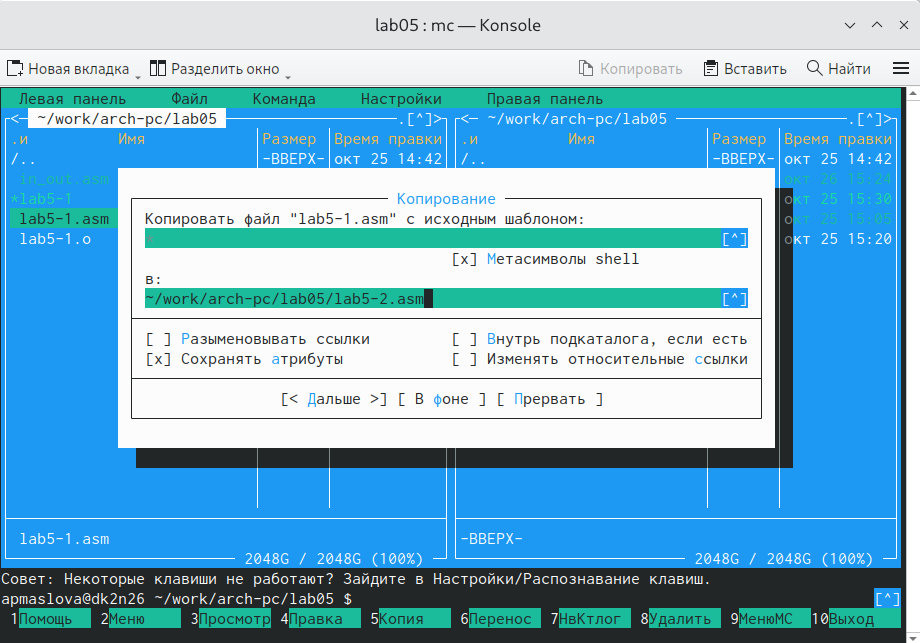 lab05 : mc — Konsole
Новая вкладка Разделить окно Копировать Вставить Найти
Левая панель Файл Команда Настройки Правая панель
<— ~/work/arch-pc/lab05 .[^]> <— ~/work/arch-pc/lab05 .[^]>
.и Имя Размер Время правки .и Имя Размер Время правки
/.. -ВВЕРХ- окт 25 14:42 /.. -ВВЕРХ- окт 25 14:42
in_out.asm окт 26 15:24
*lab5-1 Копирование окт 25 15:30
lab5-1.asm Копировать файл "lab5-1.asm" с исходным шаблоном: окт 25 15:05
lab5-1.o * [^] окт 25 15:20
[x] Метасимволы shell
в:
~/work/arch-pc/lab05/lab5-2.asm [^]
[ ] Разыменовывать ссылки [ ] Внутрь подкаталога, если есть
[x] Сохранять атрибуты [ ] Изменять относительные ссылки
[< Дальше >] [ В фоне ] [ Прервать ]
lab5-1.asm -ВВЕРХ-
2048G / 2048G (100%) 2048G / 2048G (100%)
Совет: Некоторые клавиши не работают? Зайдите в Настройки/Распознавание клавиш.
apmaslova@dk2n26 ~/work/arch-pc/lab05 $ [^]
1Помощь 2Меню 3Просмотр 4Правка 5Копия 6Перенос 7НвКтлог 8Удалить 9МенюМС 10Выход